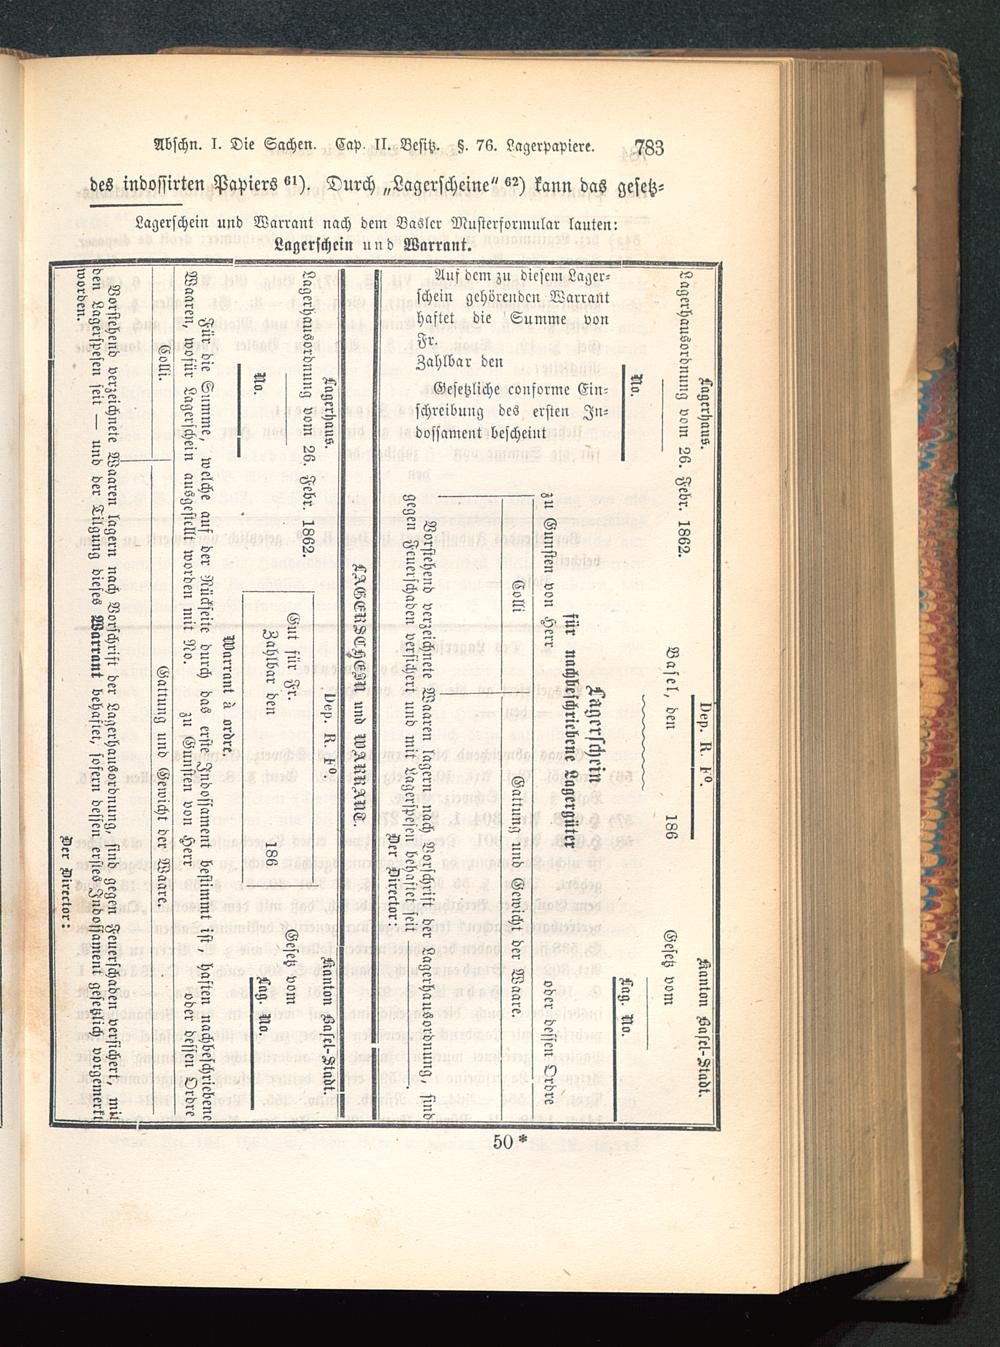 Abschn. I. Die Sachen. Cap. II. Besitz. §. 76. Lagerpapiere. 783
des indossirten Papiers 61). Durch „Lagerscheine“ 62) kann das gesetz=
Lagerschein und Warrant nach dem Basler Musterformular lauten:
Lagerschein und Warrant.
Lagerhaus. Dep. R. Fº. Kanton Basel-Stadt.
Lagerhausordnung vom 26. Febr. 1862. Basel, den 186 Gesetz vom
No. Lag. No.
Auf dem zu diesem Lager=
schein gehörenden Warrant
haftet die Summe von
Fr.
Zahlbar den
Gesetzliche conforme Ein=
schreibung des ersten In=
dossament bescheint
Lagerschein
für nachbeschriebene Lagergüter
zu Gunsten von Herr oder dessen Ordre
Colli Gattung und Gewicht der Waare.
Vorstehend verzeichnete Waaren lagern nach Vorschrift der Lagerhausordnung, sind
gegen Feuerschaden versichert und mit Lagerspesen behaftet seit
Der Director:
LAGERSCHEIN und WARRANT.
Lagerhaus. Dep. R. Fº. Kanton Basel-Stadt.
Lagerhausordnung vom 26. Febr. 1862. Gut für Fr. Gesetz vom
Zahlbar den 186
No. Lag. No.
Warrant à ordre.
Für die Summe, welche auf der Rückseite durch das erste Indossament bestimmt ist, haften nachbeschriebene
Waaren, wofür Lagerschein ausgestellt worden mit No. zu Gunsten von Herr oder dessen Ordre
Colli. Gattung und Gewicht der Waare.
Vorstehend verzeichnete Waaren lagern nach Vorschrift der Lagerhausordnung, sind gegen Feuerschaden versichert, mit
den Lagerspesen seit — und der Tilgung dieses Warrant behaftet, sofern dessen erstes Indossament gesetzlich vorgemerkt
worden.
Der Director:
50*